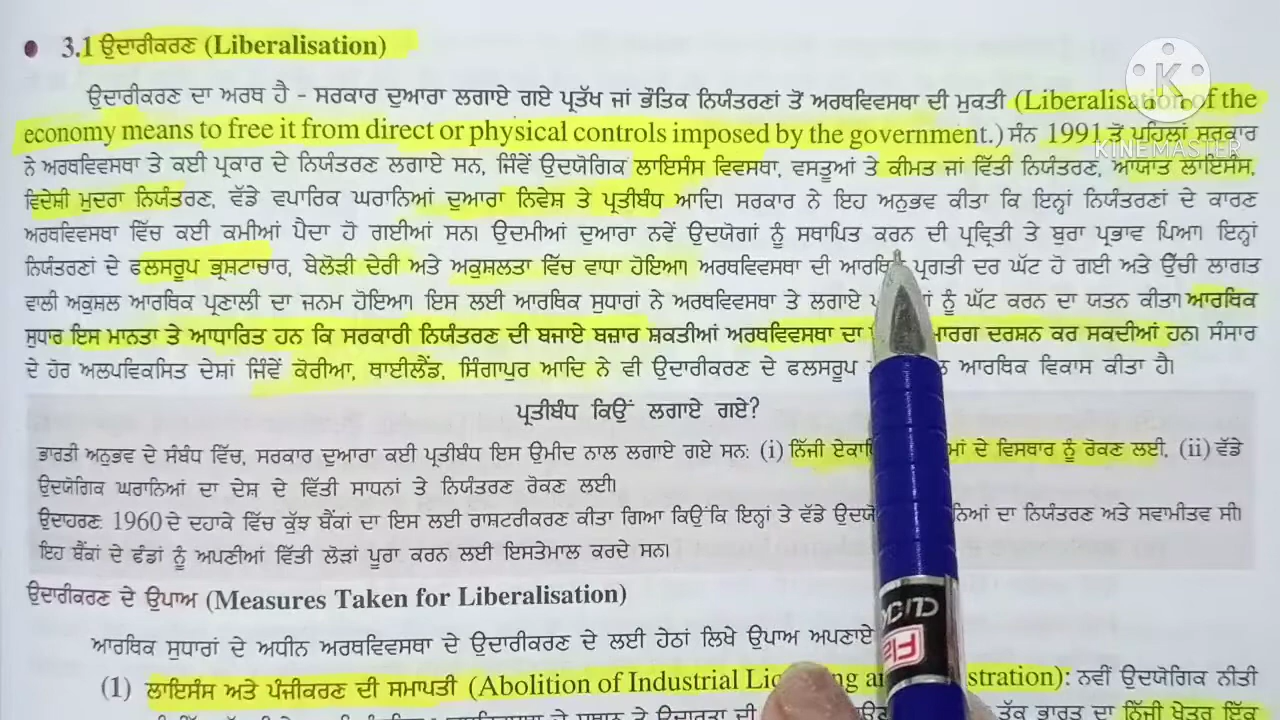 3.1 ਉਦਾਰੀਕਰਣ (Liberalisation)
ਉਦਾਰੀਕਰਣ ਦਾ ਅਰਥ ਹੈ - ਸਰਕਾਰ ਦੁਆਰਾ ਲਗਾਏ ਗਏ ਪ੍ਰਤੱਖ ਜਾਂ ਭੌਤਿਕ ਨਿਯੰਤਰਣਾਂ ਤੋਂ ਅਰਥਵਿਵਸਥਾ ਦੀ ਮੁਕਤੀ (Liberalisation of the
economy means to free it from direct or physical controls imposed by the government.) ਸੰਨ 1991 ਤੋਂ ਪਹਿਲਾਂ ਸਰਕਾਰ
ਨੇ ਅਰਥਵਿਵਸਥਾ ਤੇ ਕਈ ਪ੍ਰਕਾਰ ਦੇ ਨਿਯੰਤਰਣ ਲਗਾਏ ਸਨ, ਜਿੰਵੇਂ ਉਦਯੋਗਿਕ ਲਾਇਸੰਸ ਵਿਵਸਥਾ, ਵਸਤੂਆਂ ਤੇ ਕੀਮਤ ਜਾਂ ਵਿੱਤੀ ਨਿਯੰਤਰਣ, ਆਯਾਤ ਲਾਇਸੰਸ,
ਵਿਦੇਸ਼ੀ ਮੁਦਰਾ ਨਿਯੰਤਰਣ, ਵੱਡੇ ਵਪਾਰਿਕ ਘਰਾਨਿਆਂ ਦੁਆਰਾ ਨਿਵੇਸ਼ ਤੇ ਪ੍ਰਤੀਬੰਧ ਆਦਿ। ਸਰਕਾਰ ਨੇ ਇਹ ਅਨੁਭਵ ਕੀਤਾ ਕਿ ਇਨ੍ਹਾਂ ਨਿਯੰਤਰਣਾਂ ਦੇ ਕਾਰਣ
ਅਰਥਵਿਵਸਥਾ ਵਿੱਚ ਕਈ ਕਮੀਆਂ ਪੈਦਾ ਹੋ ਗਈਆਂ ਸਨ। ਉਦਮੀਆਂ ਦੁਆਰਾ ਨਵੇਂ ਉਦਯੋਗਾਂ ਨੂੰ ਸਥਾਪਿਤ ਕਰਨ ਦੀ ਪ੍ਰਵ੍ਰਿਤੀ ਤੇ ਬੁਰਾ ਪ੍ਰਭਾਵ ਪਿਆ। ਇਨ੍ਹਾਂ
ਨਿਯੰਤਰਣਾਂ ਦੇ ਫਲਸਰੂਪ ਭ੍ਰਸ਼ਟਾਚਾਰ, ਬੇਲੋੜੀ ਦੇਰੀ ਅਤੇ ਅਕੁਸ਼ਲਤਾ ਵਿੱਚ ਵਾਧਾ ਹੋਇਆ। ਅਰਥਵਿਵਸਥਾ ਦੀ ਆਰਥਿਕ ਪ੍ਰਗਤੀ ਦਰ ਘੱਟ ਹੋ ਗਈ ਅਤੇ ਉੱਚੀ ਲਾਗਤ
ਵਾਲੀ ਅਕੁਸ਼ਲ ਆਰਥਿਕ ਪ੍ਰਣਾਲੀ ਦਾ ਜਨਮ ਹੋਇਆ। ਇਸ ਲਈ ਆਰਥਿਕ ਸੁਧਾਰਾਂ ਨੇ ਅਰਥਵਿਵਸਥਾ ਤੇ ਲਗਾਏ ਨੂੰ ਘੱਟ ਕਰਨ ਦਾ ਯਤਨ ਕੀਤਾ। ਆਰਥਿਕ
ਸੁਧਾਰ ਇਸ ਮਾਨਤਾ ਤੇ ਆਧਾਰਿਤ ਹਨ ਕਿ ਸਰਕਾਰੀ ਨਿਯੰਤਰਣ ਦੀ ਬਜਾਏ ਬਜ਼ਾਰ ਸ਼ਕਤੀਆਂ ਅਰਥਵਿਵਸਥਾ ਦਾ ਮਾਰਗ ਦਰਸ਼ਨ ਕਰ ਸਕਦੀਆਂ ਹਨ। ਸੰਸਾਰ
ਦੇ ਹੋਰ ਅਲਪਵਿਕਸਿਤ ਦੇਸ਼ਾਂ ਜਿੰਵੇਂ ਕੋਰੀਆ, ਥਾਈਲੈਂਡ, ਸਿੰਗਾਪੁਰ ਆਦਿ ਨੇ ਵੀ ਉਦਾਰੀਕਰਣ ਦੇ ਫਲਸਰੂਪ ਆਰਥਿਕ ਵਿਕਾਸ ਕੀਤਾ ਹੈ।
ਪ੍ਰਤੀਬੰਧ ਕਿਉਂ ਲਗਾਏ ਗਏ?
ਭਾਰਤੀ ਅਨੁਭਵ ਦੇ ਸੰਬੰਧ ਵਿੱਚ, ਸਰਕਾਰ ਦੁਆਰਾ ਕਈ ਪ੍ਰਤੀਬੰਧ ਇਸ ਉਮੀਦ ਨਾਲ ਲਗਾਏ ਗਏ ਸਨ: (i) ਨਿੱਜੀ ਦੇ ਵਿਸਥਾਰ ਨੂੰ ਰੋਕਣ ਲਈ, (ii) ਵੱਡੇ
ਉਦਯੋਗਿਕ ਘਰਾਨਿਆਂ ਦਾ ਦੇਸ਼ ਦੇ ਵਿੱਤੀ ਸਾਧਨਾਂ ਤੇ ਨਿਯੰਤਰਣ ਰੋਕਣ ਲਈ।
ਉਦਾਹਰਣ: 1960 ਦੇ ਦਹਾਕੇ ਵਿੱਚ ਕੁੱਝ ਬੈਂਕਾਂ ਦਾ ਇਸ ਲਈ ਰਾਸ਼ਟਰੀਕਰਣ ਕੀਤਾ ਗਿਆ ਕਿਉਂਕਿ ਇਨ੍ਹਾਂ ਤੇ ਵੱਡੇ ਦਾ ਨਿਯੰਤਰਣ ਅਤੇ ਸਵਾਮੀਤਵ ਸੀ।
ਇਹ ਬੈਂਕਾਂ ਦੇ ਫੰਡਾਂ ਨੂੰ ਅਪਣੀਆਂ ਵਿੱਤੀ ਲੋੜਾਂ ਪੂਰਾ ਕਰਨ ਲਈ ਇਸਤੇਮਾਲ ਕਰਦੇ ਸਨ।
ਉਦਾਰੀਕਰਣ ਦੇ ਉਪਾਅ (Measures Taken for Liberalisation)
ਆਰਥਿਕ ਸੁਧਾਰਾਂ ਦੇ ਅਧੀਨ ਅਰਥਵਿਵਸਥਾ ਦੇ ਉਦਾਰੀਕਰਣ ਦੇ ਲਈ ਹੇਠਾਂ ਲਿਖੇ ਉਪਾਅ ਅਪਣਾਏ
(1) ਲਾਇਸੰਸ ਅਤੇ ਪੰਜੀਕਰਣ ਦੀ ਸਮਾਪਤੀ (Abolition of Industrial : ਨਵੀਂ ਉਦਯੋਗਿਕ ਨੀਤੀ
ਭਾਰਤ ਦਾ ਨਿੱਜੀ ਖੇਤਰ ਇੱਕ
K
KINEMASTER